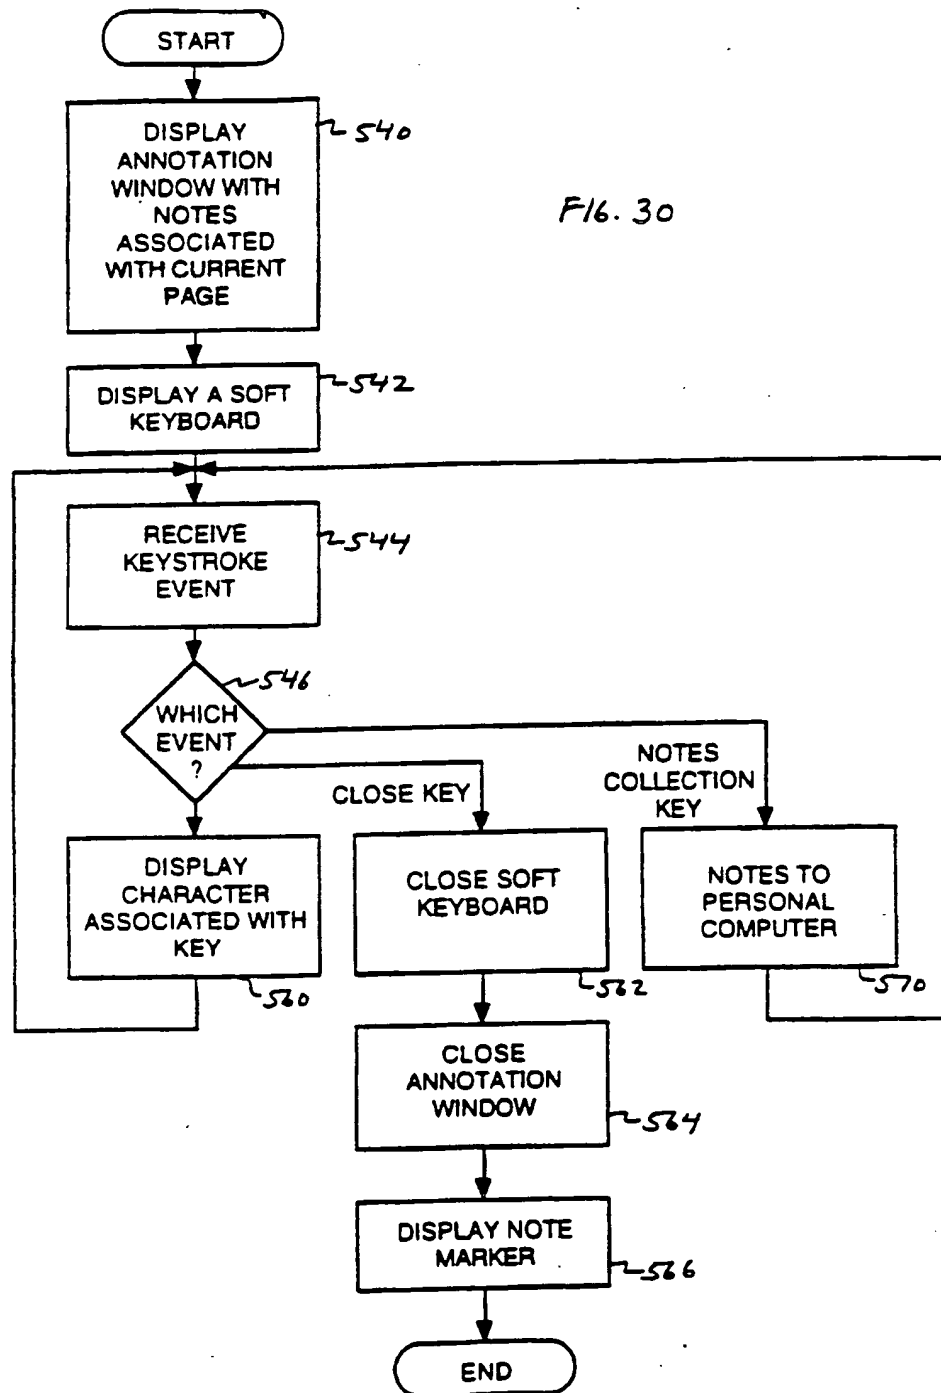 START
DISPLAY
ANNOTATION
WINDOW WITH
NOTES
ASSOCIATED
WITH CURRENT
PAGE
540
FIG. 30
DISPLAY A SOFT
KEYBOARD
542
RECEIVE
KEYSTROKE
EVENT
544
546
WHICH
EVENT
?
CLOSE KEY
NOTES
COLLECTION
KEY
DISPLAY
CHARACTER
ASSOCIATED WITH
KEY
560
CLOSE SOFT
KEYBOARD
562
NOTES TO
PERSONAL
COMPUTER
570
CLOSE
ANNOTATION
WINDOW
564
DISPLAY NOTE
MARKER
566
END